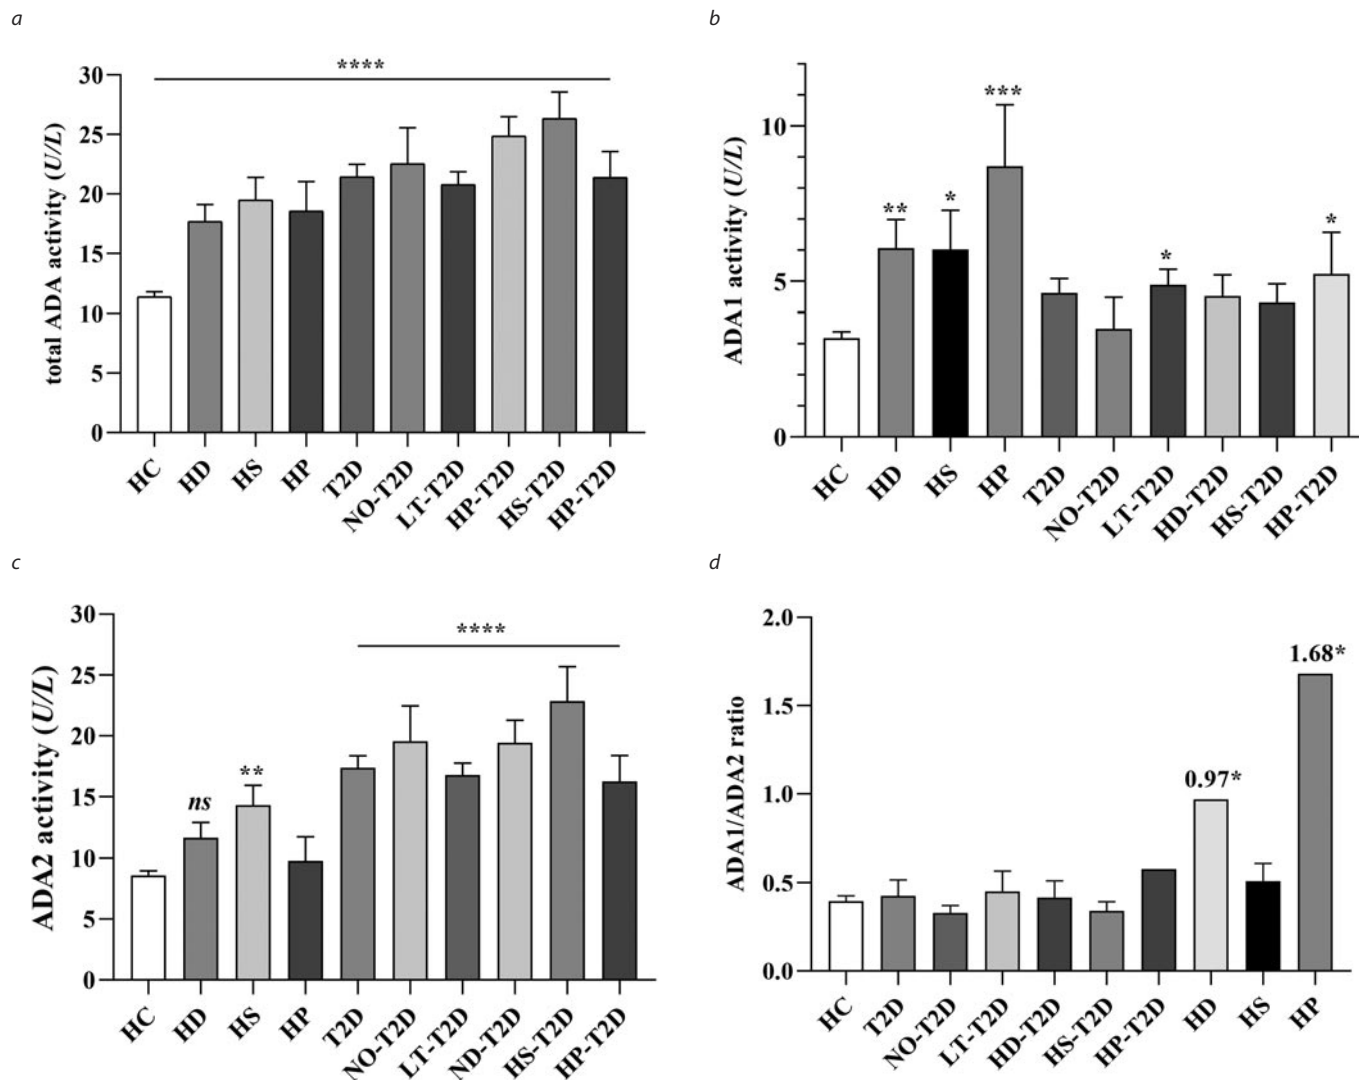 a
total ADA activity (U/L)
30
25
20
15
10
5
0
****
HC
HD
HS
HP
T2D
NO-T2D
LT-T2D
HP-T2D
HS-T2D
HP-T2D
b
ADA1 activity (U/L)
10
5
0
**
*
***
*
*
HC
HD
HS
HP
T2D
NO-T2D
LT-T2D
HD-T2D
HS-T2D
HP-T2D
c
ADA2 activity (U/L)
30
25
20
15
10
5
0
ns
**
****
HC
HD
HS
HP
T2D
NO-T2D
LT-T2D
ND-T2D
HS-T2D
HP-T2D
d
ADA1/ADA2 ratio
2.0
1.5
1.0
0.5
0.0
0.97*
1.68*
HC
T2D
NO-T2D
LT-T2D
HD-T2D
HS-T2D
HP-T2D
HD
HS
HP